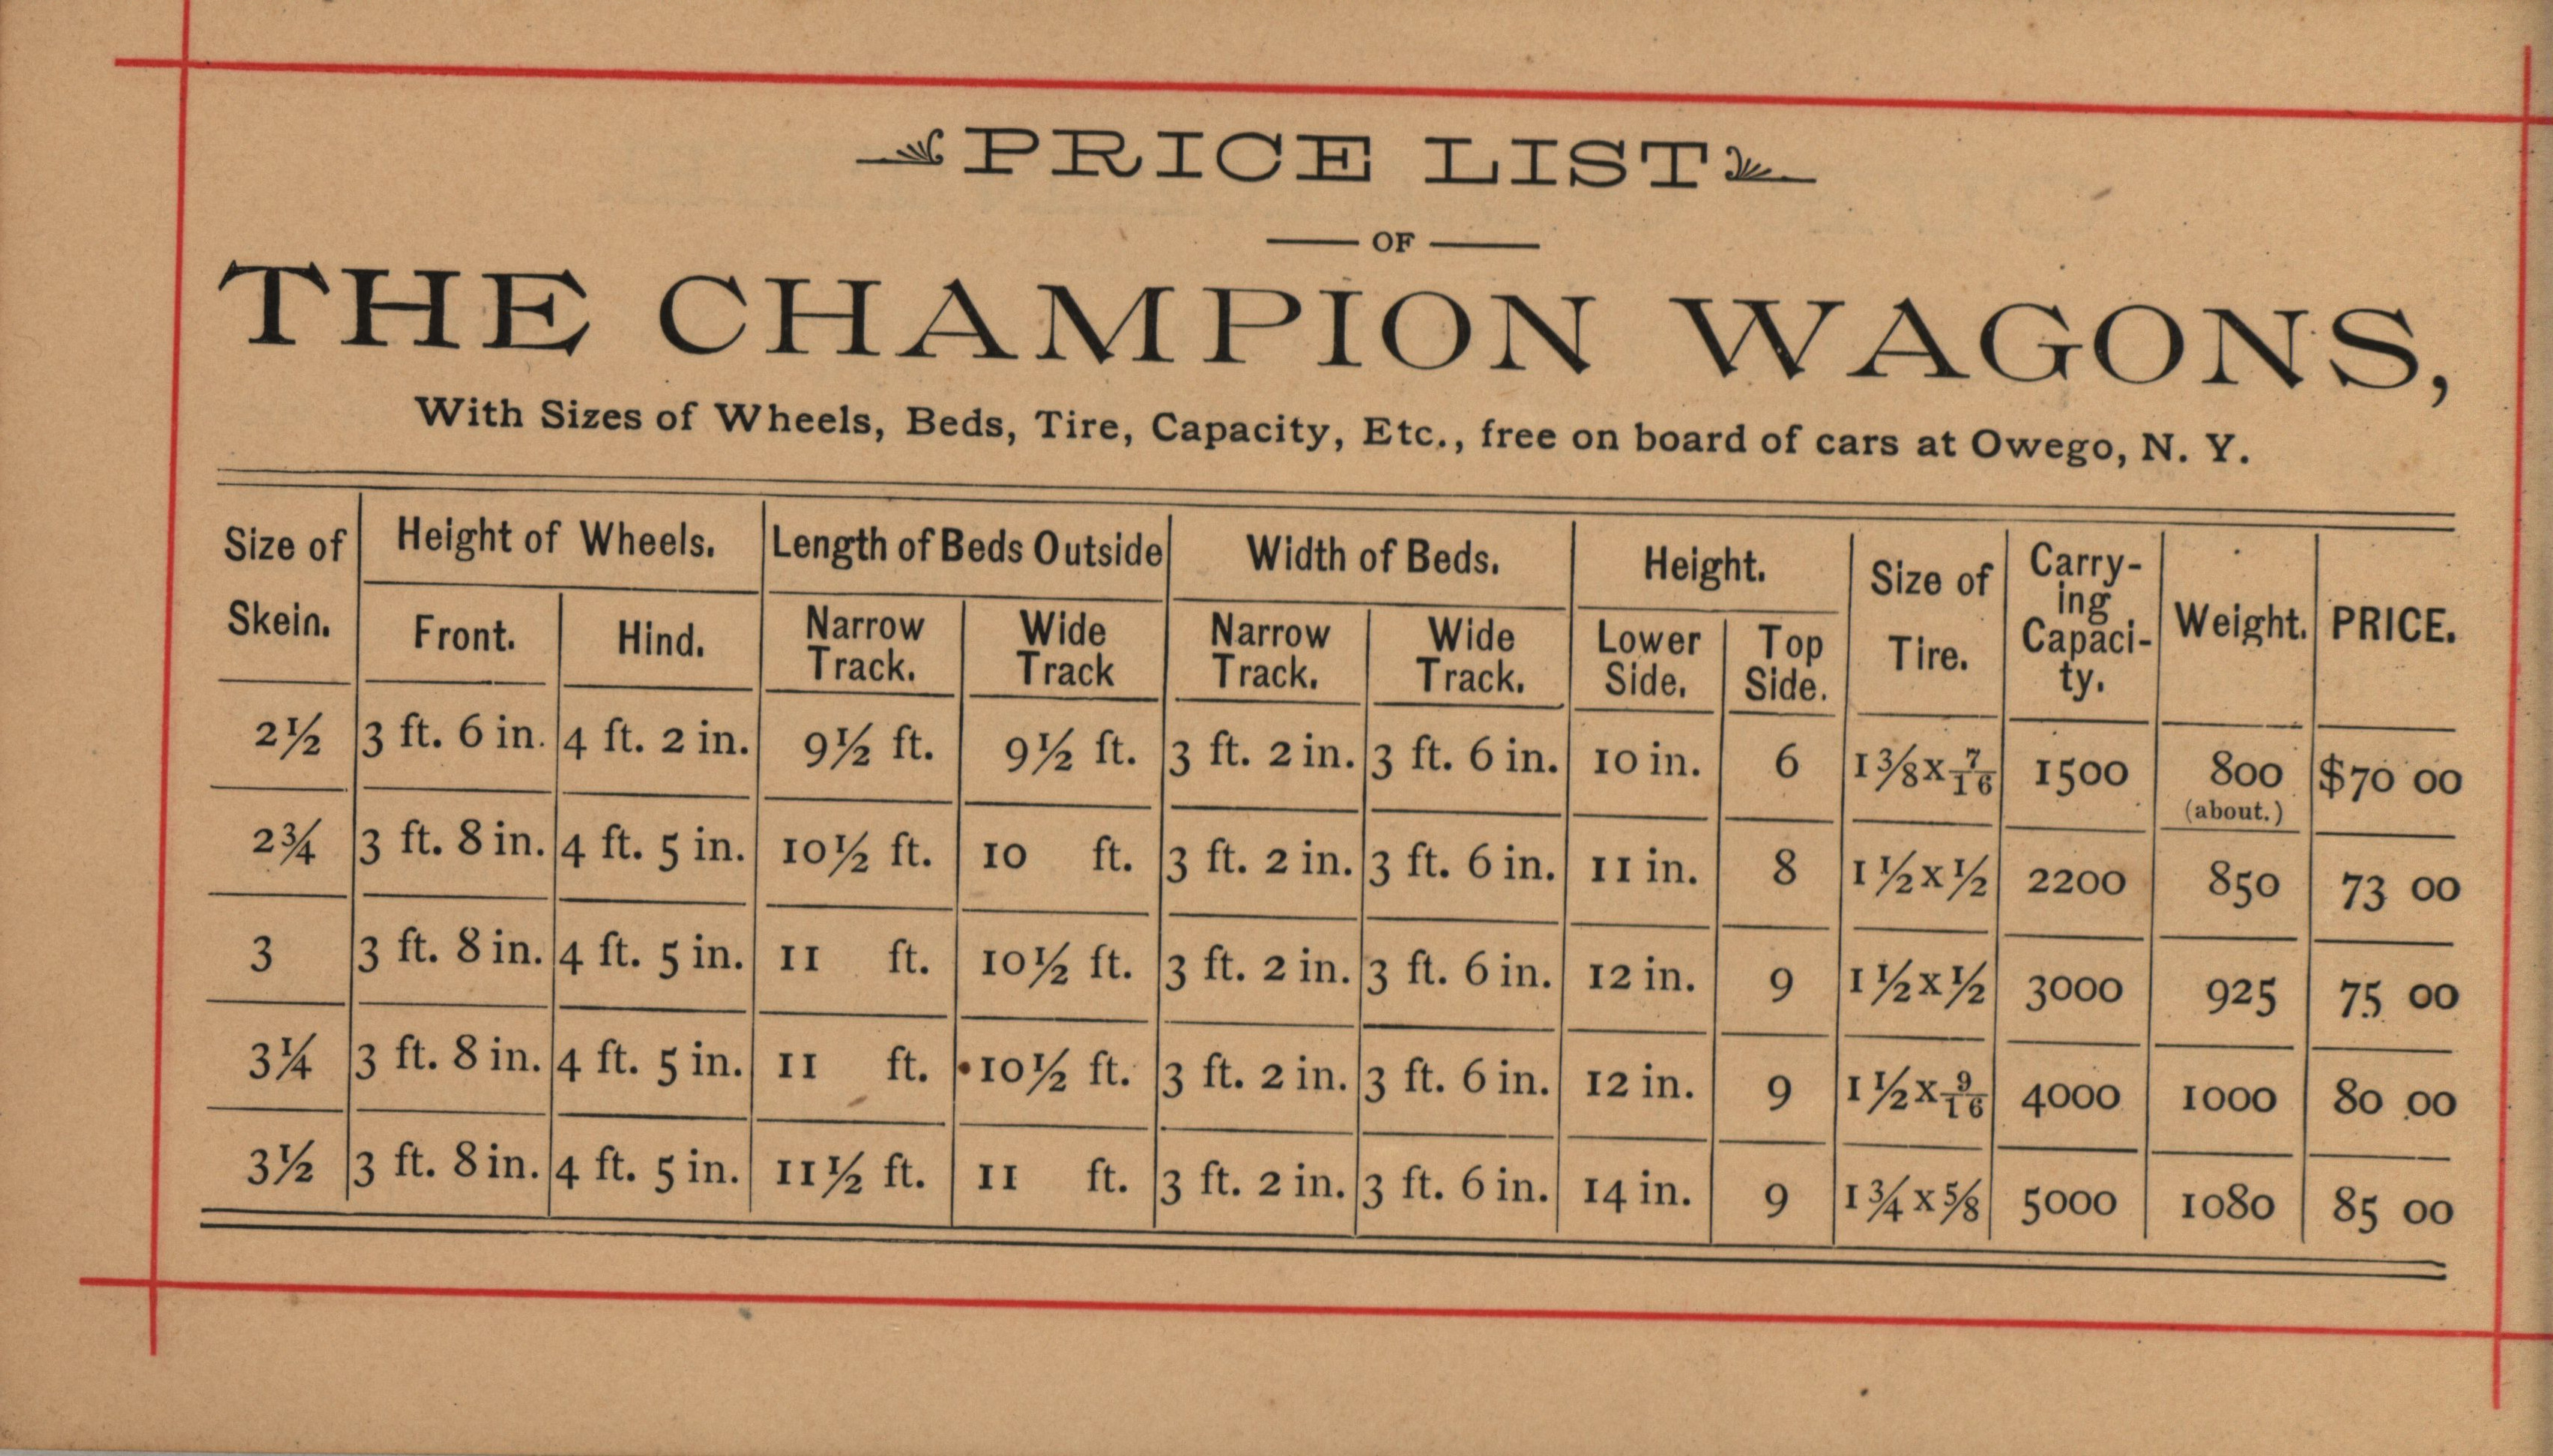 PRICE LIST
OF
THE CHAMPION WAGONS,
With Sizes of Wheels, Beds, Tire, Capacity, Etc., free on board of cars at Owego, N. Y.
Size of Skein. Height of Wheels. Length of Beds Outside Width of Beds. Height. Size of Tire. Carry-ing Capaci-ty. Weight. PRICE.
Front. Hind. Narrow Track. Wide Track Narrow Track. Wide Track. Lower Side. Top Side.
2½ 3 ft. 6 in. 4 ft. 2 in. 9½ ft. 9½ ft. 3 ft. 2 in. 3 ft. 6 in. 10 in. 6 1⅜x7/16 1500 800 (about.) $70 00
2¾ 3 ft. 8 in. 4 ft. 5 in. 10½ ft. 10 ft. 3 ft. 2 in. 3 ft. 6 in. 11 in. 8 1½x½ 2200 850 73 00
3 3 ft. 8 in. 4 ft. 5 in. 11 ft. 10½ ft. 3 ft. 2 in. 3 ft. 6 in. 12 in. 9 1½x½ 3000 925 75 00
3¼ 3 ft. 8 in. 4 ft. 5 in. 11 ft. 10½ ft. 3 ft. 2 in. 3 ft. 6 in. 12 in. 9 1½x9/16 4000 1000 80 00
3½ 3 ft. 8 in. 4 ft. 5 in. 11½ ft. 11 ft. 3 ft. 2 in. 3 ft. 6 in. 14 in. 9 1¾x⅝ 5000 1080 85 00